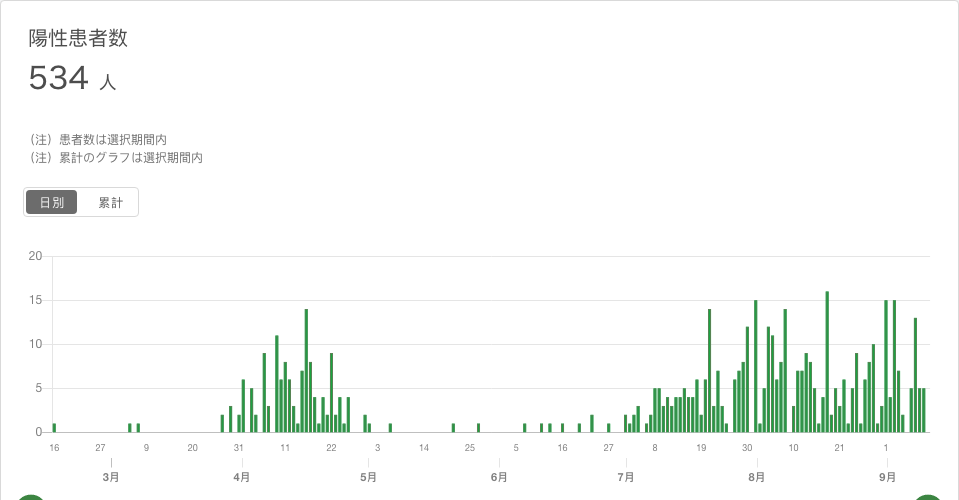 陽性患者数
534 人
（注）患者数は選択期間内
（注）累計のグラフは選択期間内
日別 累計
20
15
10
5
0
16 27 9 20 31 11 22 3 14 25 5 16 27 8 19 30 10 21 1
3月 4月 5月 6月 7月 8月 9月